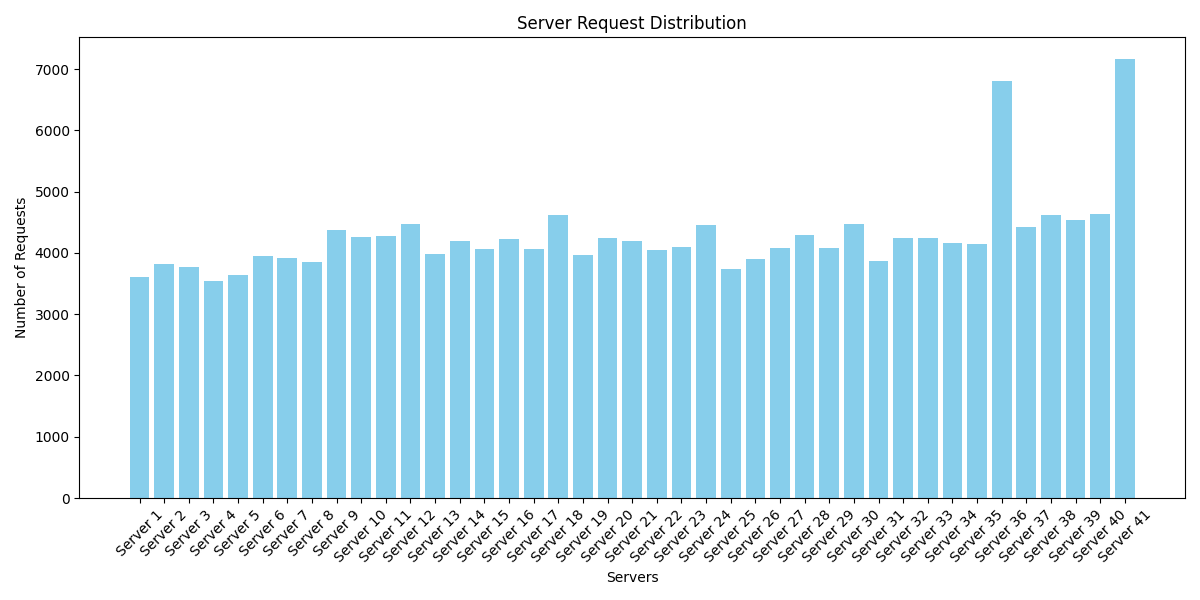 Server Request Distribution
Number of Requests
7000
6000
5000
4000
3000
2000
1000
0
Server 1
Server 2
Server 3
Server 4
Server 5
Server 6
Server 7
Server 8
Server 9
Server 10
Server 11
Server 12
Server 13
Server 14
Server 15
Server 16
Server 17
Server 18
Server 19
Server 20
Server 21
Server 22
Server 23
Server 24
Server 25
Server 26
Server 27
Server 28
Server 29
Server 30
Server 31
Server 32
Server 33
Server 34
Server 35
Server 36
Server 37
Server 38
Server 39
Server 40
Server 41
Servers